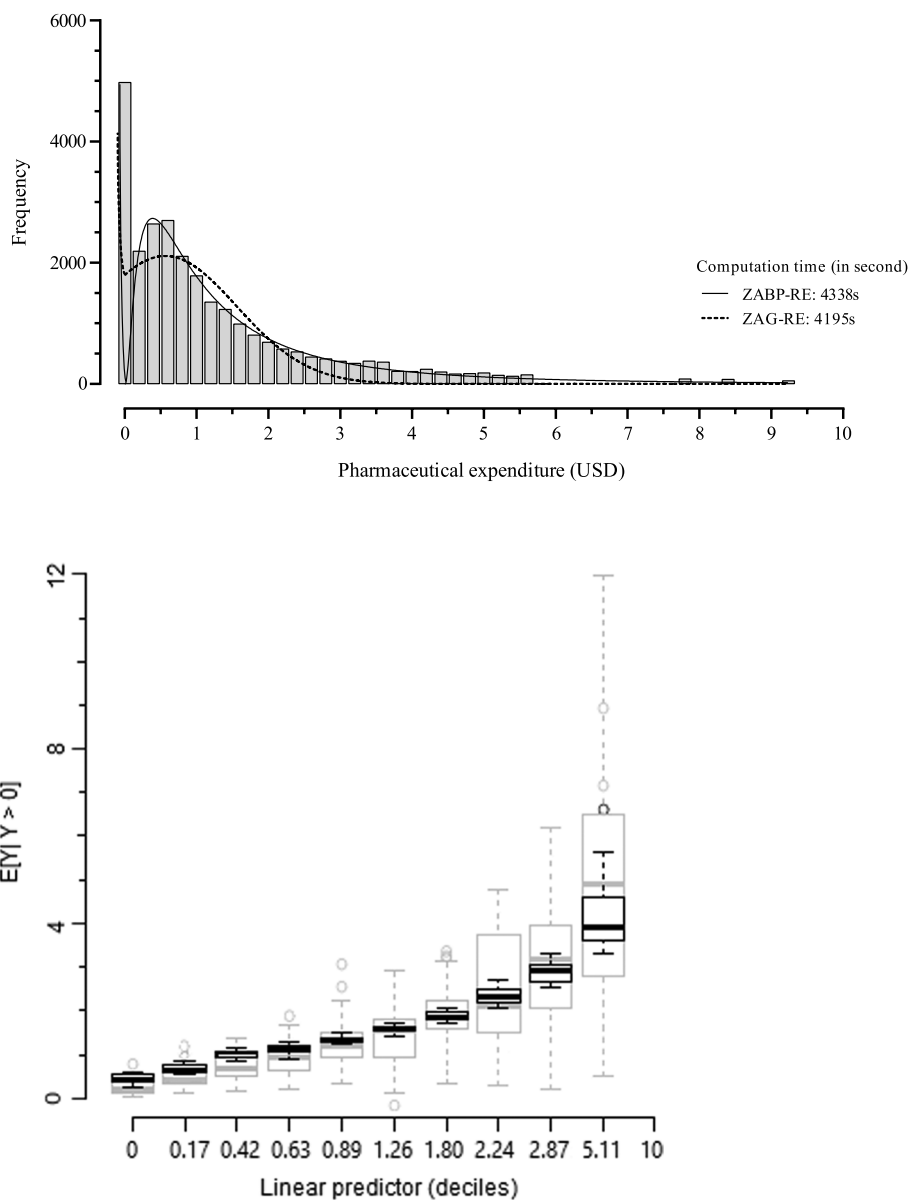 6000
4000
2000
0
Frequency
Computation time (in second)
ZABP-RE: 4338s
ZAG-RE: 4195s
0 1 2 3 4 5 6 7 8 9 10
Pharmaceutical expenditure (USD)
12
8
4
0
E[Y| Y > 0]
0 0.17 0.42 0.63 0.89 1.26 1.80 2.24 2.87 5.11 10
Linear predictor (deciles)